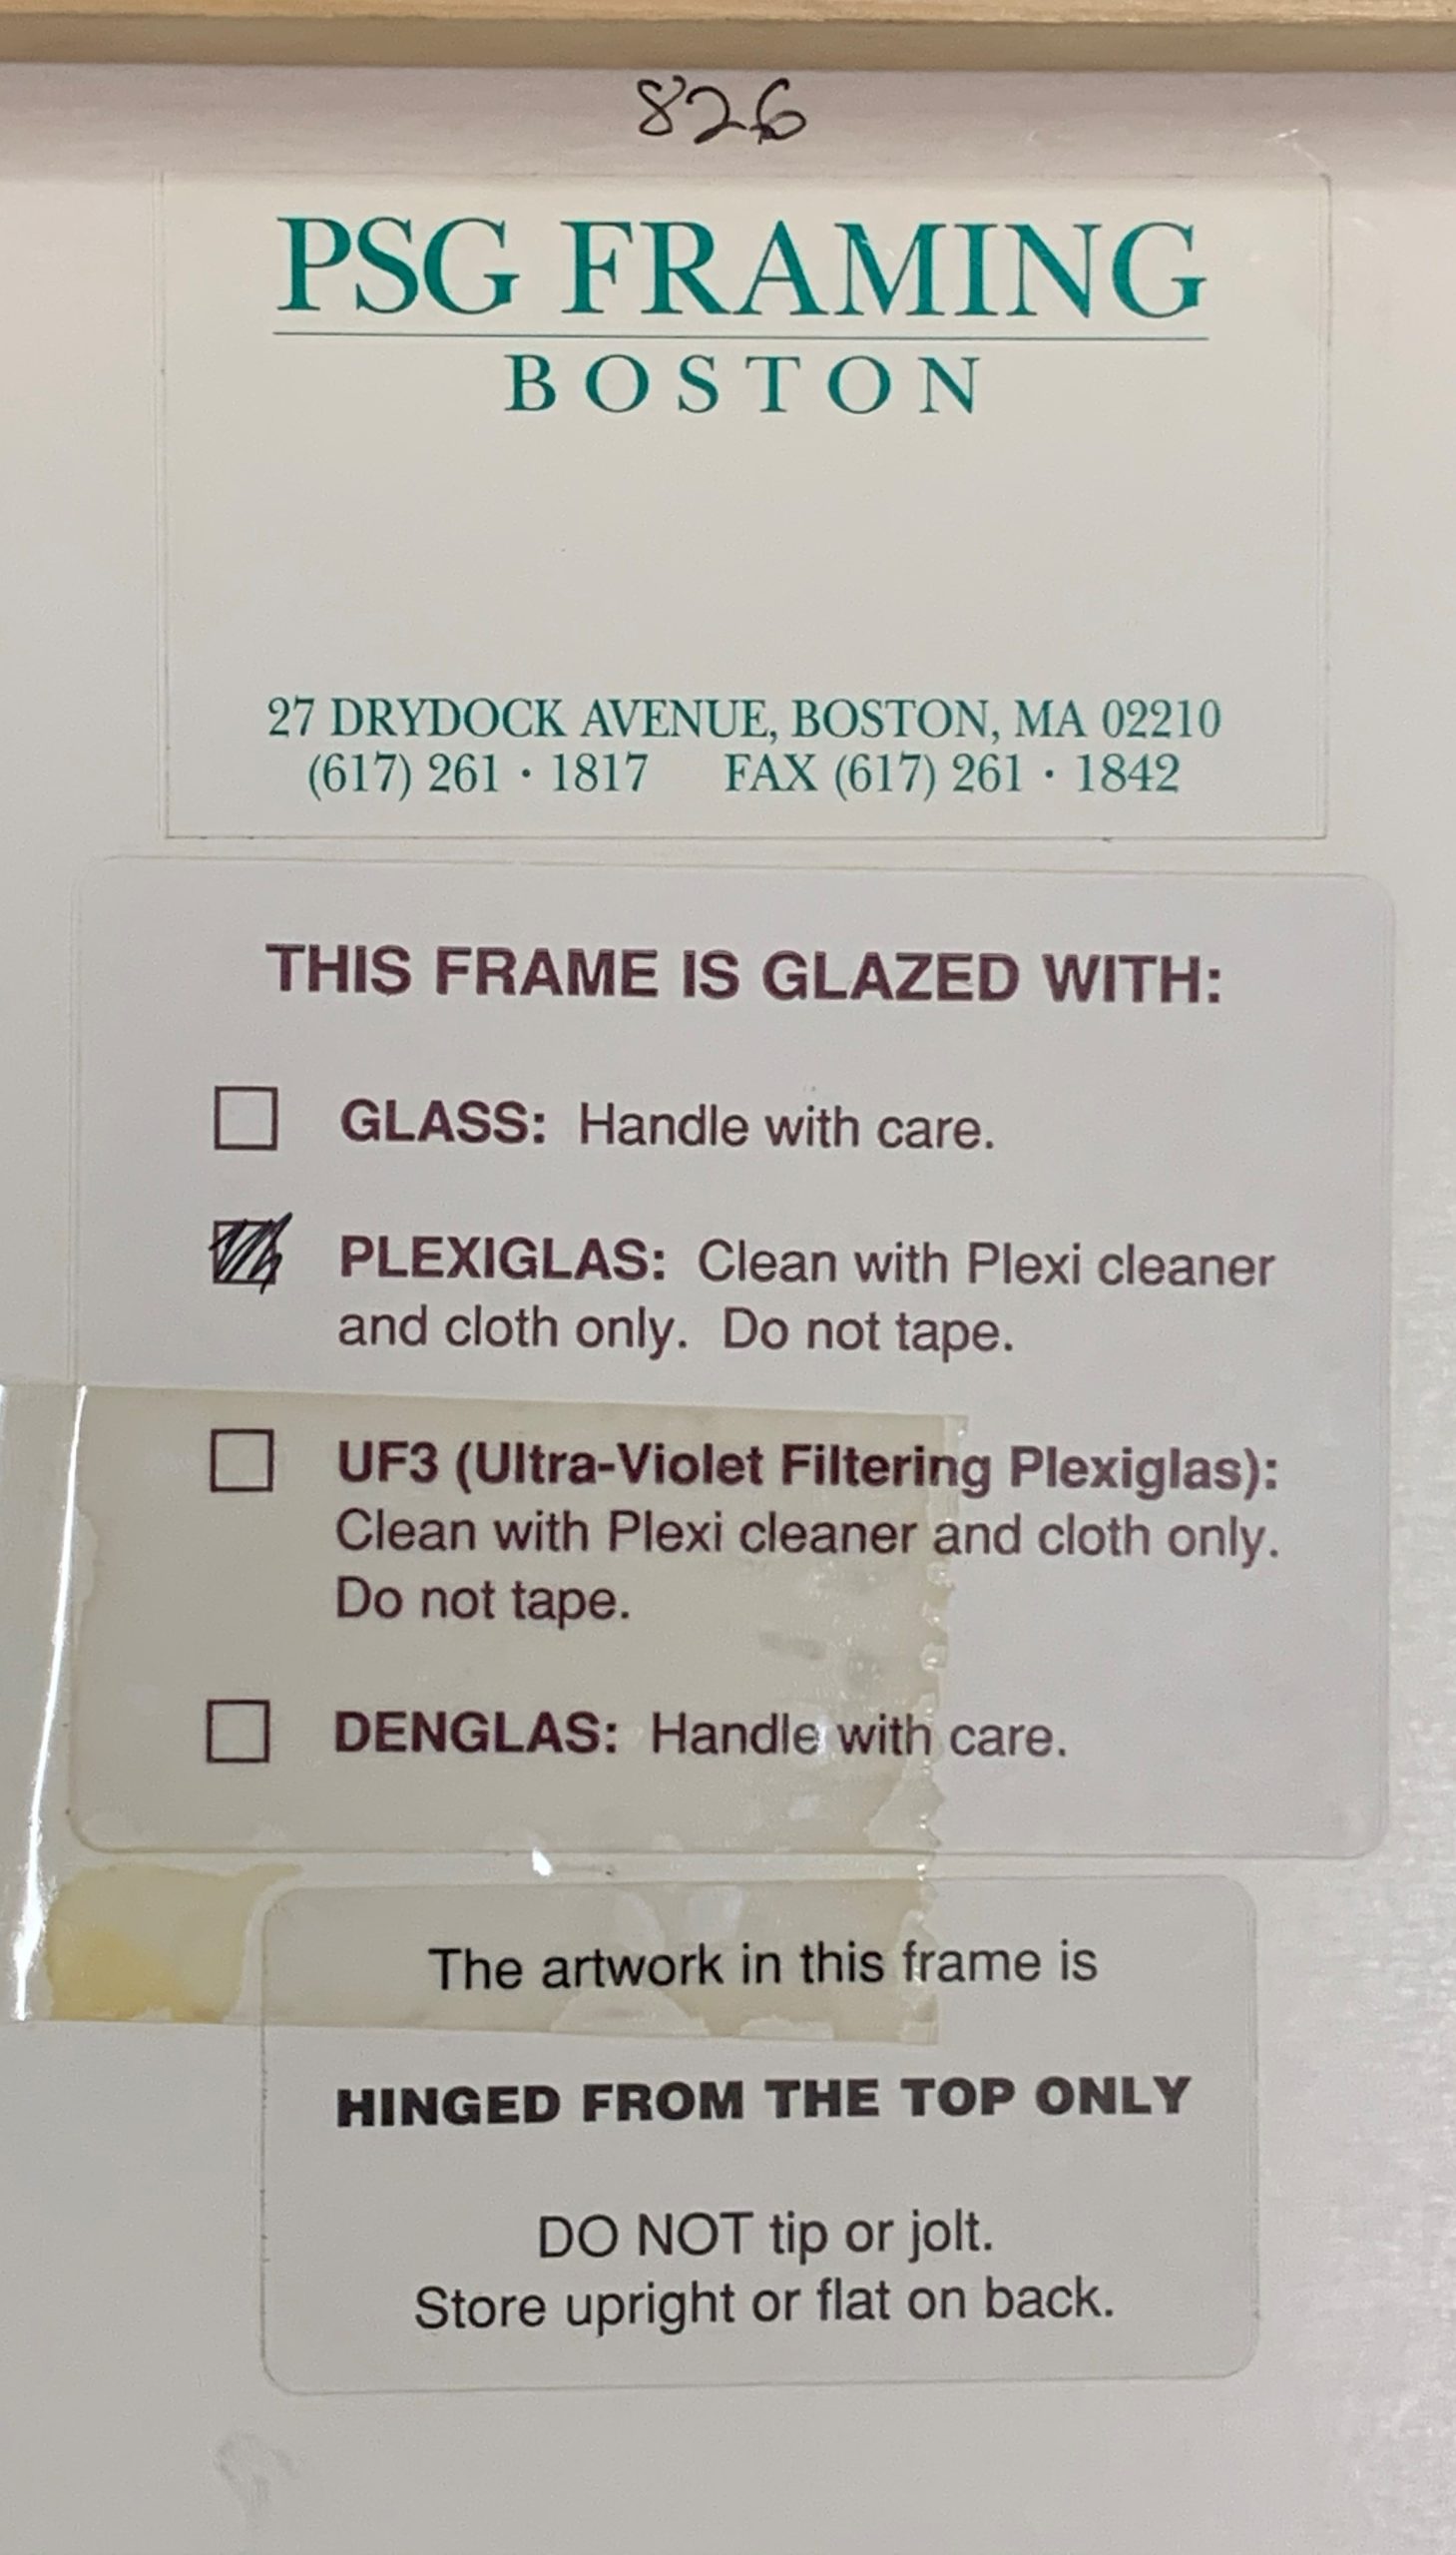 826
PSG FRAMING
BOSTON
27 DRYDOCK AVENUE, BOSTON, MA 02210
(617) 261 · 1817 FAX (617) 261 · 1842
THIS FRAME IS GLAZED WITH:
GLASS: Handle with care.
PLEXIGLAS: Clean with Plexi cleaner
and cloth only. Do not tape.
UF3 (Ultra-Violet Filtering Plexiglas):
Clean with Plexi cleaner and cloth only.
Do not tape.
DENGLAS: Handle with care.
The artwork in this frame is
HINGED FROM THE TOP ONLY
DO NOT tip or jolt.
Store upright or flat on back.